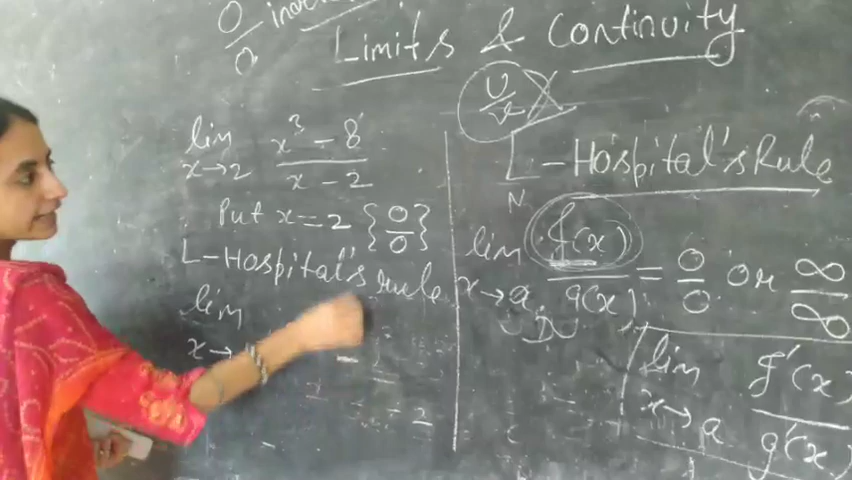 0/0
Limits & Continuity
lim x→2 x³ - 8 / x - 2
Put x = 2 {0/0}
L-Hospital's rule
lim
x→
U/v
L-Hospital's Rule
N
lim x→a f(x) / g(x) = 0/0 or ∞/∞
D
lim x→a f'(x) / g'(x)